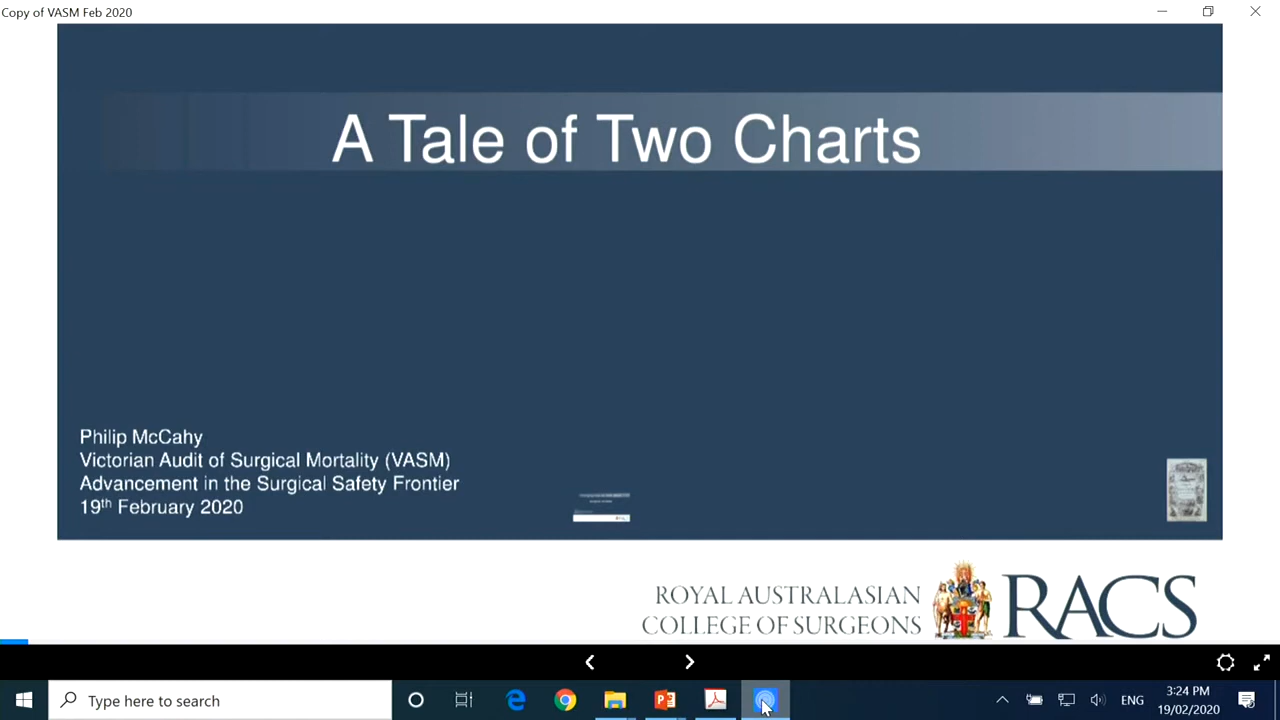 Copy of VASM Feb 2020
A Tale of Two Charts
Philip McCahy
Victorian Audit of Surgical Mortality (VASM)
Advancement in the Surgical Safety Frontier
19th February 2020
ROYAL AUSTRALASIAN
COLLEGE OF SURGEONS
RACS
Type here to search
ENG
3:24 PM
19/02/2020